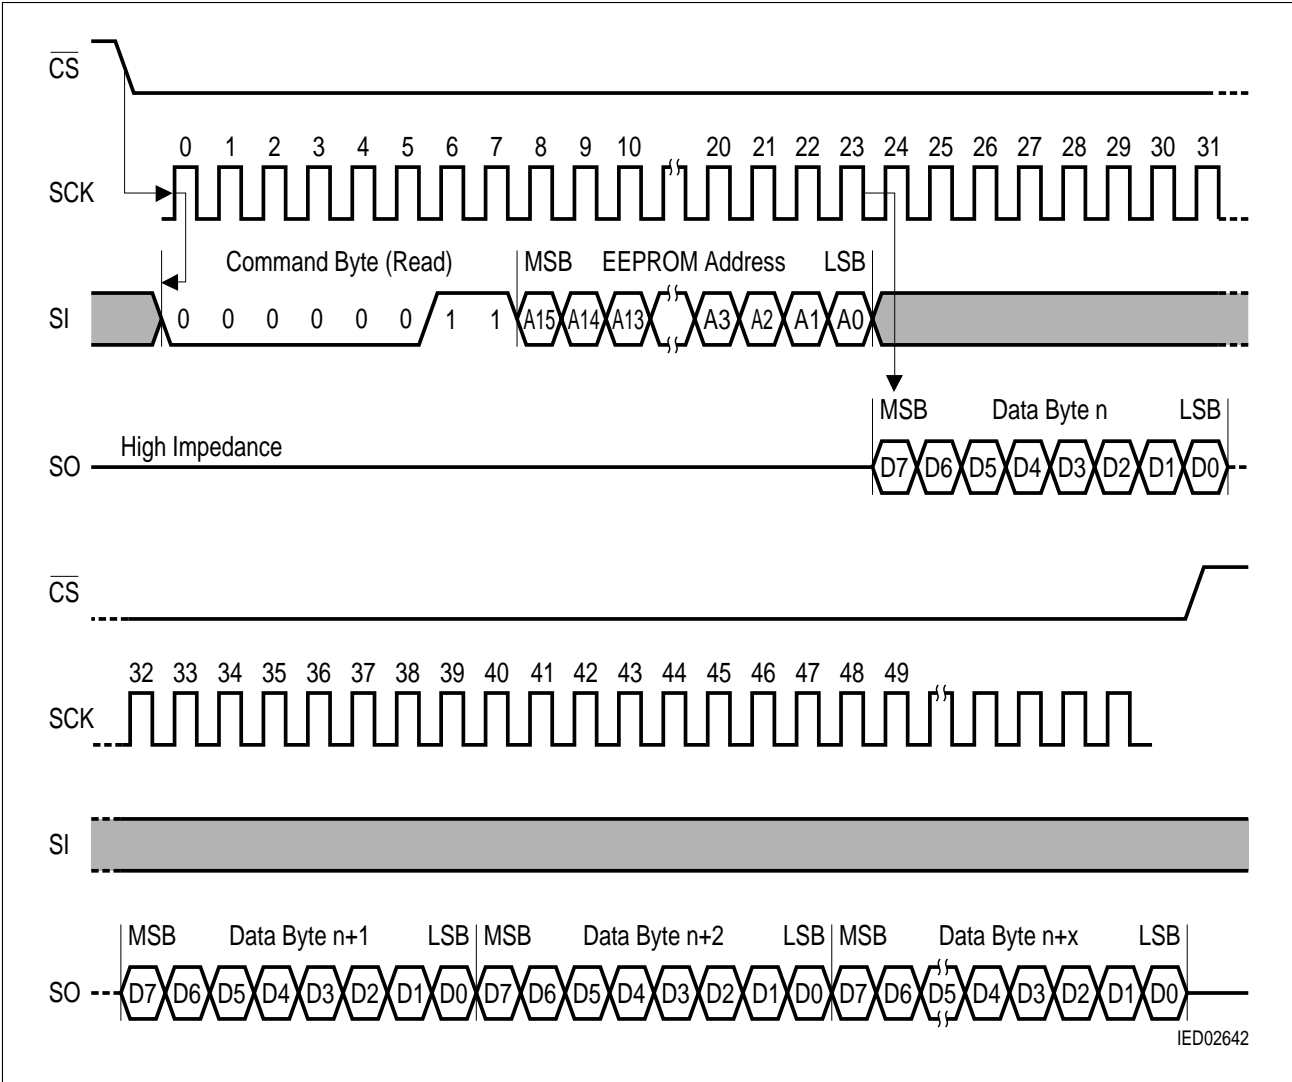 CS
0 1 2 3 4 5 6 7 8 9 10 20 21 22 23 24 25 26 27 28 29 30 31
SCK
Command Byte (Read) MSB EEPROM Address LSB
SI 0 0 0 0 0 0 1 1 A15 A14 A13 A3 A2 A1 A0
MSB Data Byte n LSB
High Impedance
SO D7 D6 D5 D4 D3 D2 D1 D0
CS
32 33 34 35 36 37 38 39 40 41 42 43 44 45 46 47 48 49
SCK
SI
MSB Data Byte n+1 LSB MSB Data Byte n+2 LSB MSB Data Byte n+x LSB
SO D7 D6 D5 D4 D3 D2 D1 D0 D7 D6 D5 D4 D3 D2 D1 D0 D7 D6 D5 D4 D3 D2 D1 D0
IED02642